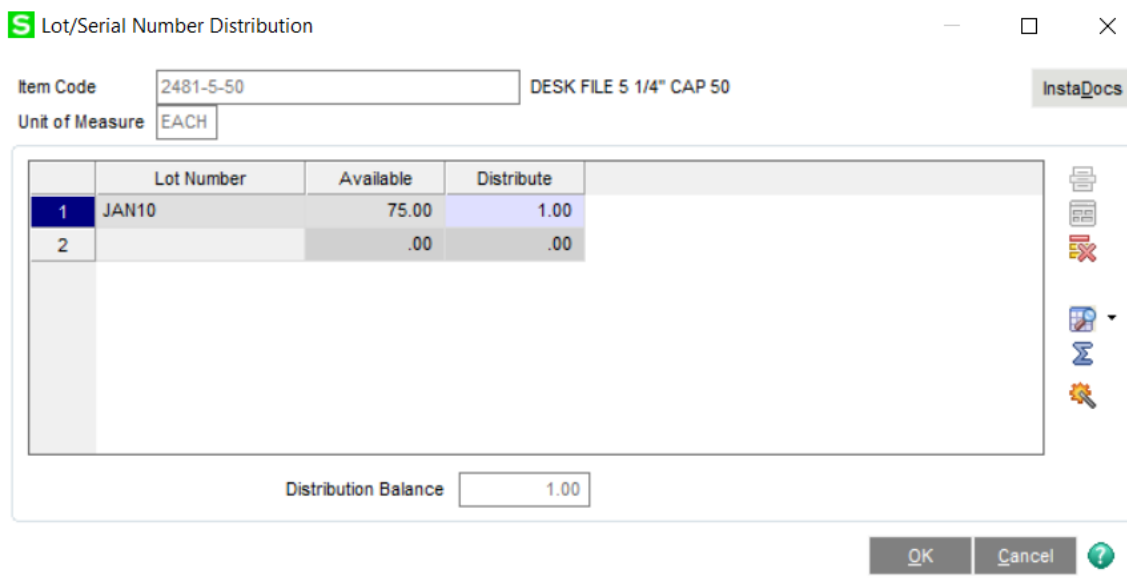 S Lot/Serial Number Distribution
Item Code 2481-5-50 DESK FILE 5 1/4" CAP 50 InstaDocs
Unit of Measure EACH
Lot Number Available Distribute
1 JAN10 75.00 1.00
2 .00 .00
Distribution Balance 1.00
OK Cancel ?